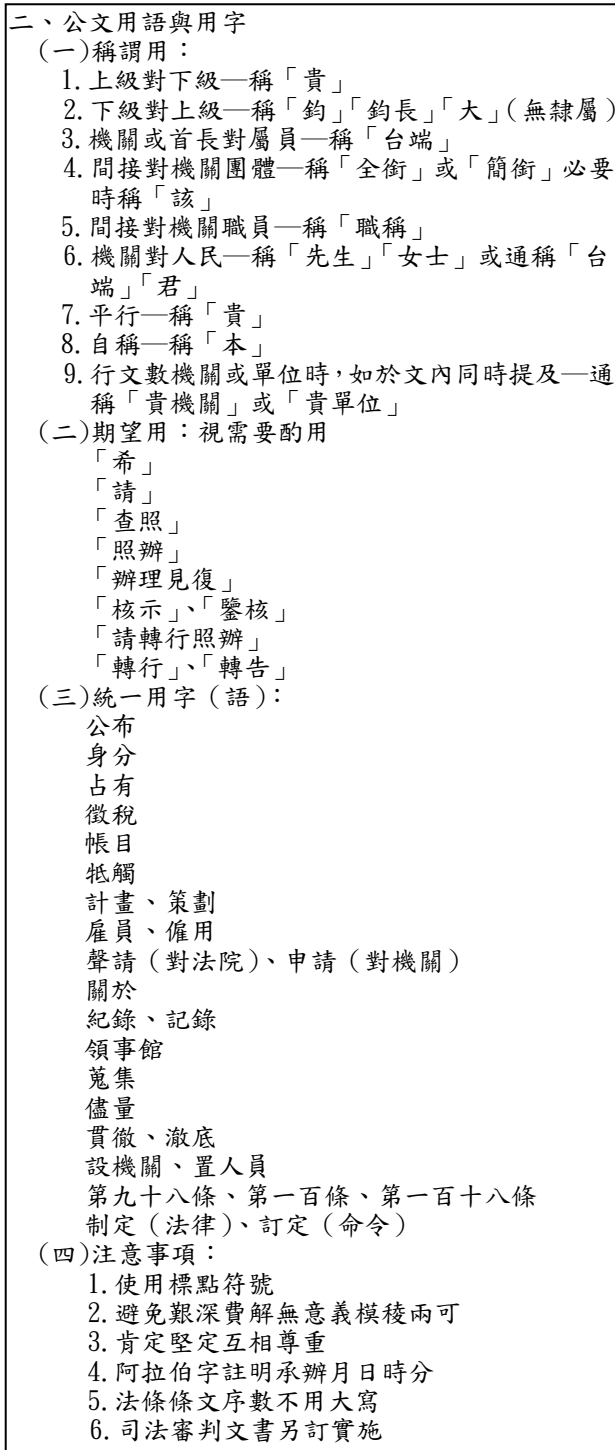 二、公文用語與用字
(一)稱謂用：
1.上級對下級─稱「貴」
2.下級對上級─稱「鈞」「鈞長」「大」(無隸屬)
3.機關或首長對屬員─稱「台端」
4.間接對機關團體─稱「全銜」或「簡銜」必要
時稱「該」
5.間接對機關職員─稱「職稱」
6.機關對人民─稱「先生」「女士」或通稱「台
端」「君」
7.平行─稱「貴」
8.自稱─稱「本」
9.行文數機關或單位時，如於文內同時提及─通
稱「貴機關」或「貴單位」
(二)期望用：視需要酌用
「希」
「請」
「查照」
「照辦」
「辦理見復」
「核示」、「鑒核」
「請轉行照辦」
「轉行」、「轉告」
(三)統一用字（語）：
公布
身分
占有
徵稅
帳目
牴觸
計畫、策劃
雇員、僱用
聲請（對法院）、申請（對機關）
關於
紀錄、記錄
領事館
蒐集
儘量
貫徹、澈底
設機關、置人員
第九十八條、第一百條、第一百十八條
制定（法律）、訂定（命令）
(四)注意事項：
1.使用標點符號
2.避免艱深費解無意義模稜兩可
3.肯定堅定互相尊重
4.阿拉伯字註明承辦月日時分
5.法條條文序數不用大寫
6.司法審判文書另訂實施